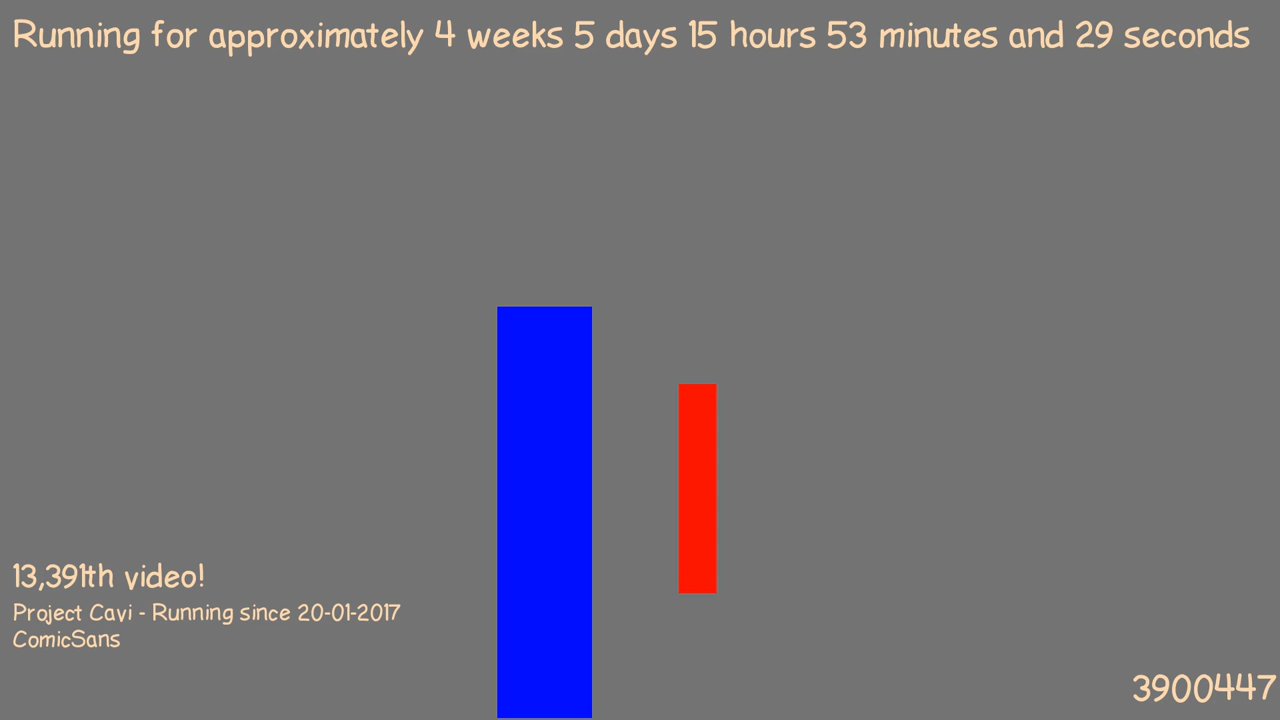 Running for approximately 4 weeks 5 days 15 hours 53 minutes and 29 seconds
13,391th video!
Project Cavi - Running since 20-01-2017
ComicSans
3900447